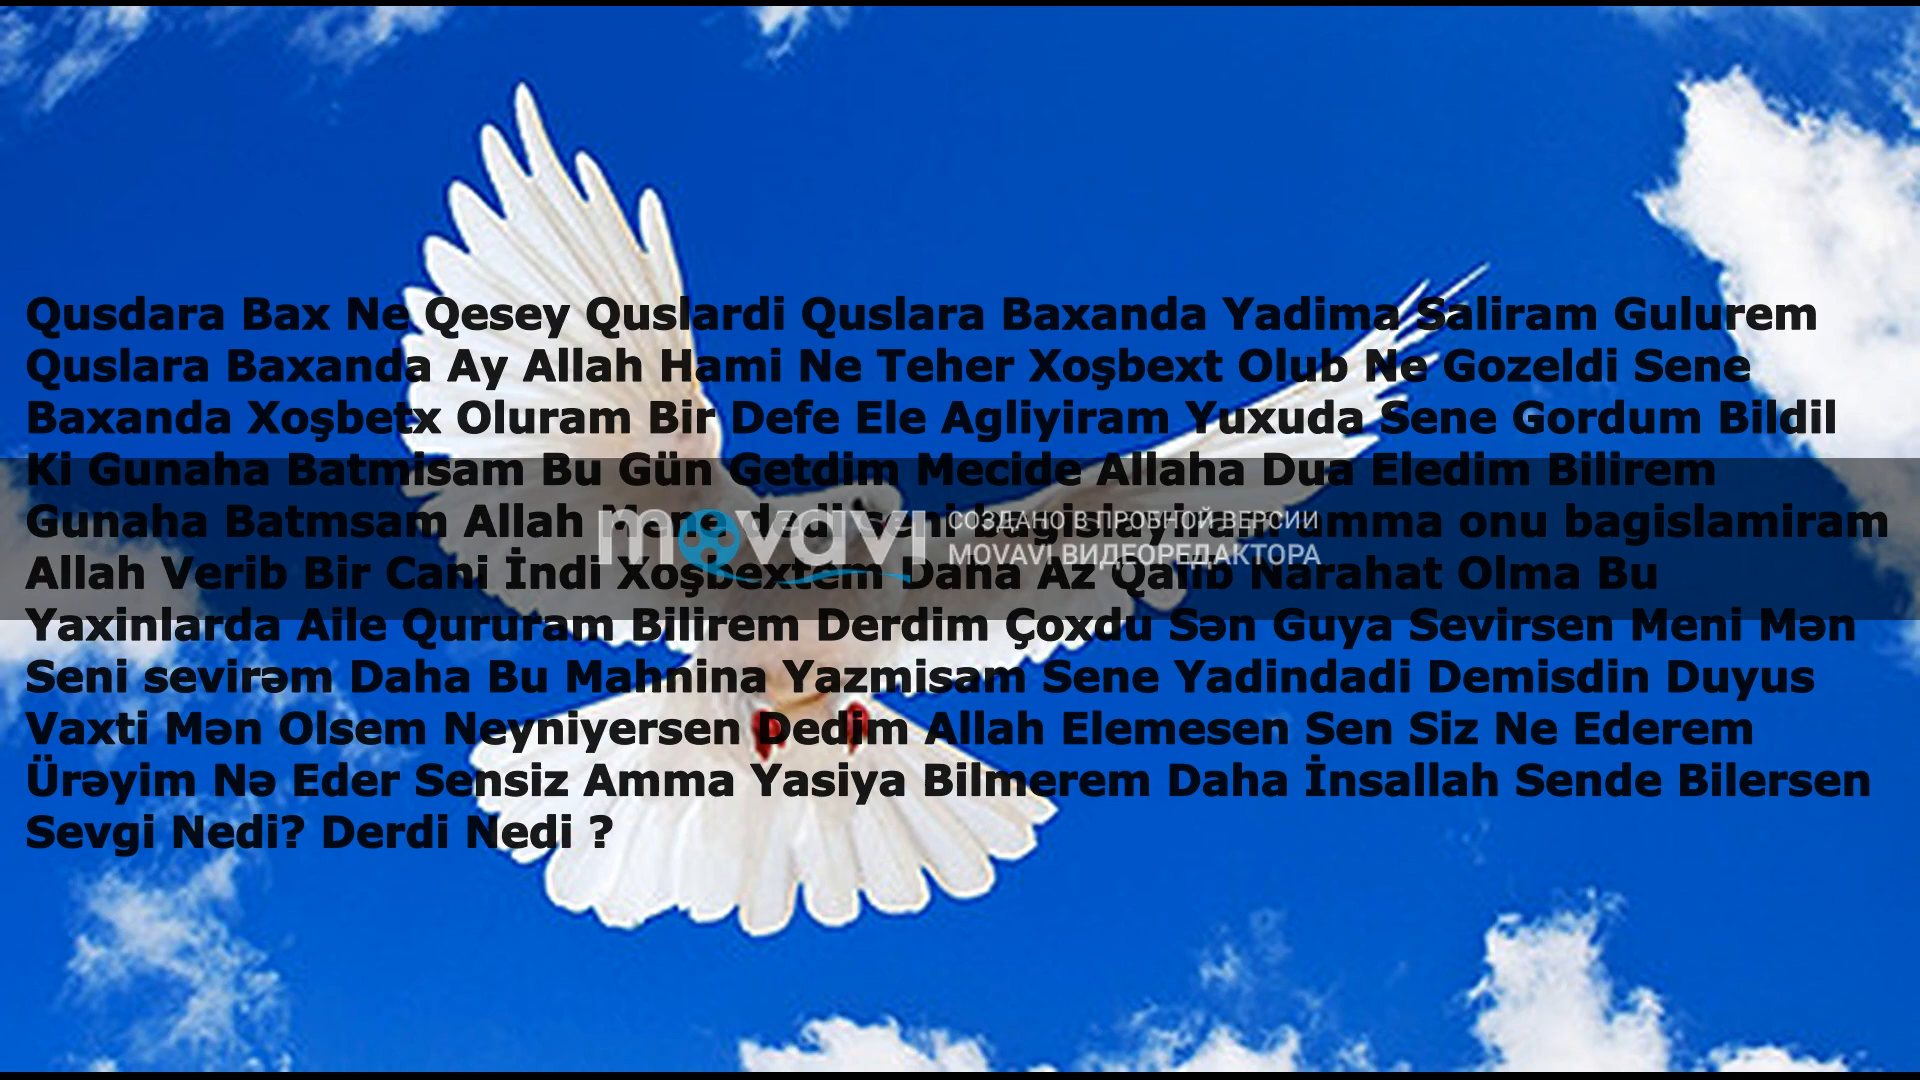 Qusdara Bax Ne Qesey Quslardi Quslara Baxanda Yadima Saliram Gulurem
Quslara Baxanda Ay Allah Hami Ne Teher Xoşbext Olub Ne Gozeldi Sene
Baxanda Xoşbetx Oluram Bir Defe Ele Agliyiram Yuxuda Sene Gordum Bildil
Ki Gunaha Batmisam Bu Gün Getdim Mecide Allaha Dua Eledim Bilirem
Gunaha Batmsam Allah Mene dedi seni bagislayiram amma onu bagislamiram
Allah Verib Bir Cani İndi Xoşbextem Daha Az Qalib Narahat Olma Bu
Yaxinlarda Aile Qururam Bilirem Derdim Çoxdu Sən Guya Sevirsen Meni Mən
Seni sevirəm Daha Bu Mahnina Yazmisam Sene Yadindadi Demisdin Duyus
Vaxti Mən Olsem Neyniyersen Dedim Allah Elemesen Sen Siz Ne Ederem
Ürəyim Nə Eder Sensiz Amma Yasiya Bilmerem Daha İnsallah Sende Bilersen
Sevgi Nedi? Derdi Nedi ?
movavi
СОЗДАНО В ПРОБНОЙ ВЕРСИИ
MOVAVI ВИДЕОРЕДАКТОРА